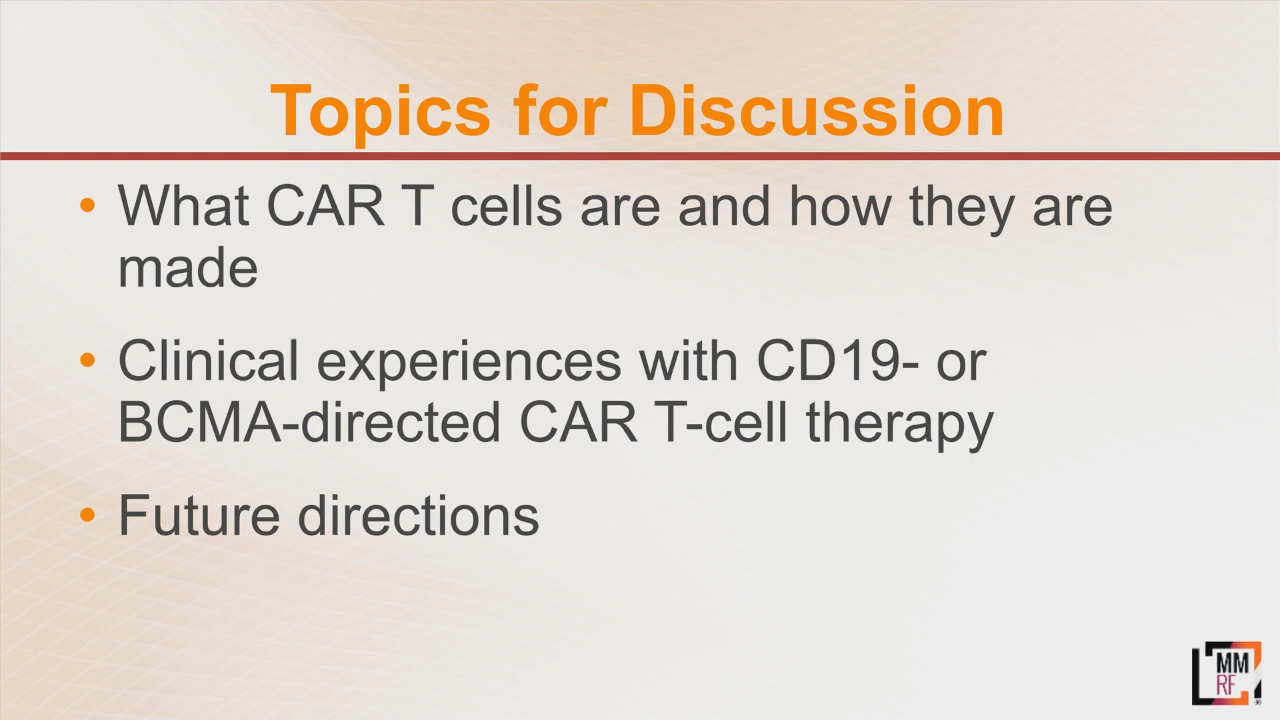 Topics for Discussion
• What CAR T cells are and how they are
made
• Clinical experiences with CD19- or
BCMA-directed CAR T-cell therapy
• Future directions
MM
RF